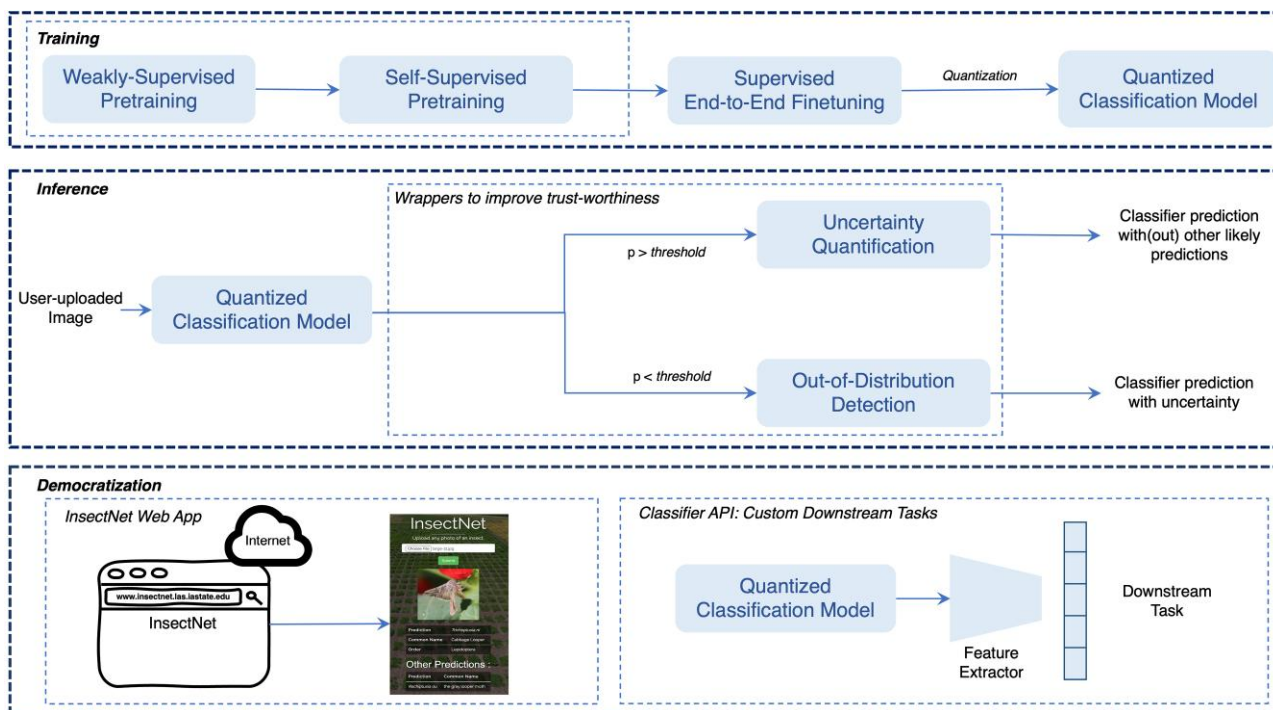 Training
Weakly-Supervised
Pretraining
Self-Supervised
Pretraining
Supervised
End-to-End Finetuning
Quantization
Quantized
Classification Model
Inference
Wrappers to improve trust-worthiness
User-uploaded
Image
Quantized
Classification Model
p > threshold
Uncertainty
Quantification
Classifier prediction
with(out) other likely
predictions
p < threshold
Out-of-Distribution
Detection
Classifier prediction
with uncertainty
Democratization
InsectNet Web App
Internet
www.insectnet.las.iastate.edu
InsectNet
InsectNet
Upload any photo of an insect
Prediction
Common Name Cabbage Looper
Order
Other Predictions :
Prediction Common Name
the gray looper moth
Classifier API: Custom Downstream Tasks
Quantized
Classification Model
Feature
Extractor
Downstream
Task